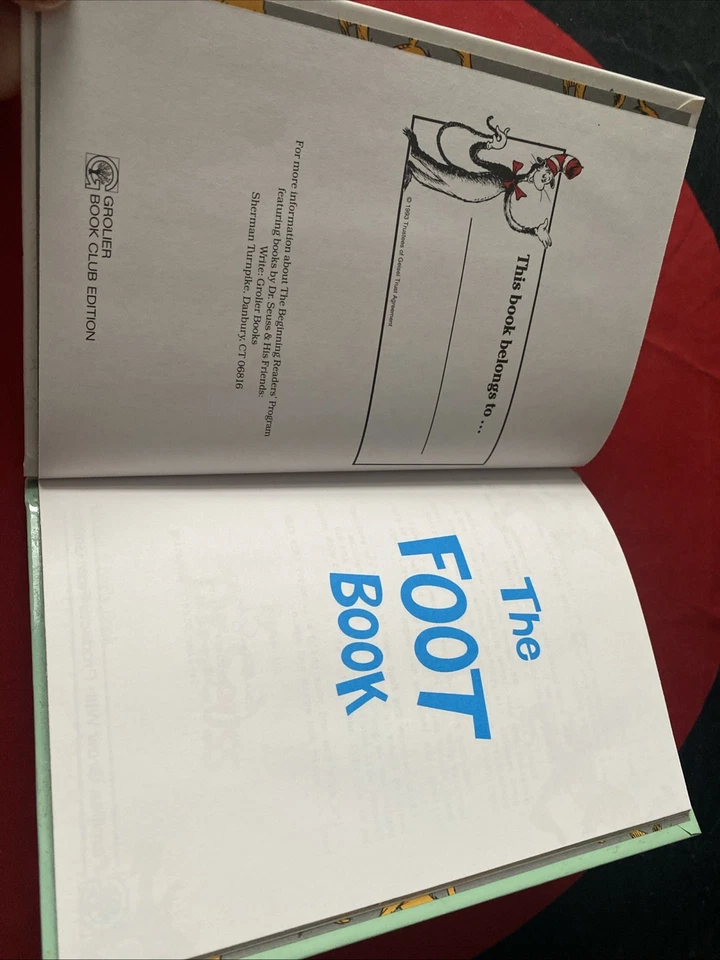 This book belongs to ...
© 1993 Trustees of Geisel Trust Agreement
For more information about The Beginning Readers' Program
featuring books by Dr. Seuss & His Friends:
Write: Grolier Books
Sherman Turnpike, Danbury, CT 06816
GROLIER
BOOK CLUB EDITION
The
FOOT
BOOK